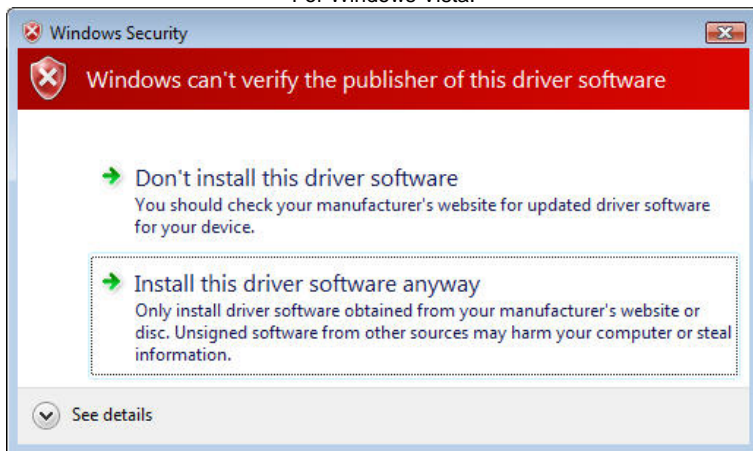 For Windows Vista:
Windows Security
Windows can't verify the publisher of this driver software
Don't install this driver software
You should check your manufacturer's website for updated driver software
for your device.
Install this driver software anyway
Only install driver software obtained from your manufacturer's website or
disc. Unsigned software from other sources may harm your computer or steal
information.
See details